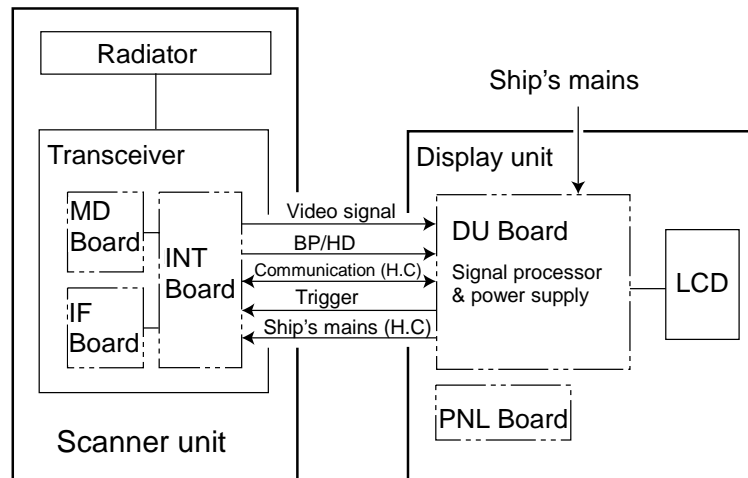 Radiator
Transceiver
MD
Board
IF
Board
INT
Board
Scanner unit
Video signal
BP/HD
Communication (H.C)
Trigger
Ship's mains (H.C)
Ship's mains
Display unit
DU Board
Signal processor
& power supply
LCD
PNL Board